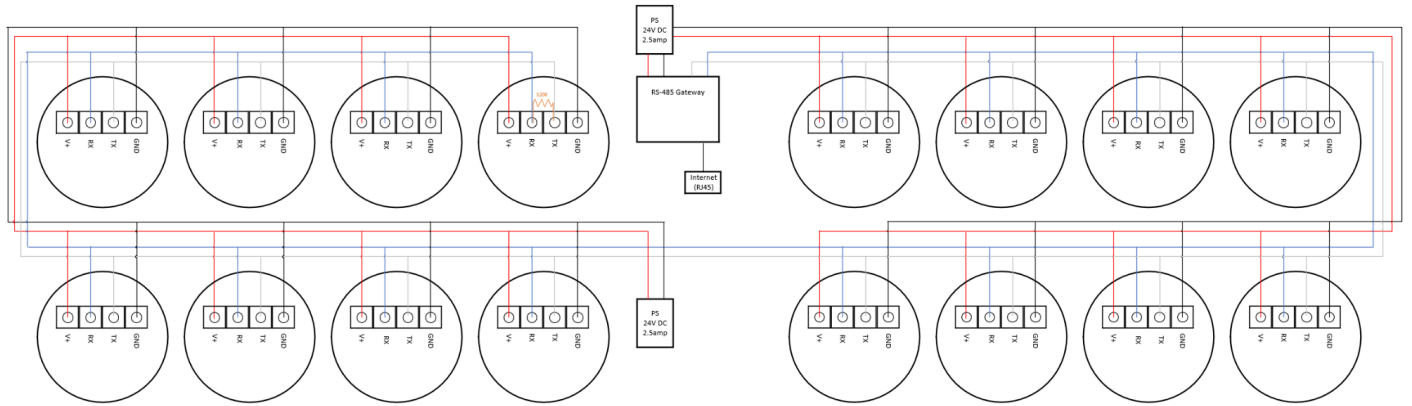 PS
24V DC
2.5amp
RS-485 Gateway
120R
V+ RX TX GND
V+ RX TX GND
V+ RX TX GND
V+ RX TX GND
V+ RX TX GND
V+ RX TX GND
V+ RX TX GND
V+ RX TX GND
Internet
(RJ45)
V+ RX TX GND
V+ RX TX GND
V+ RX TX GND
V+ RX TX GND
PS
24V DC
2.5amp
V+ RX TX GND
V+ RX TX GND
V+ RX TX GND
V+ RX TX GND